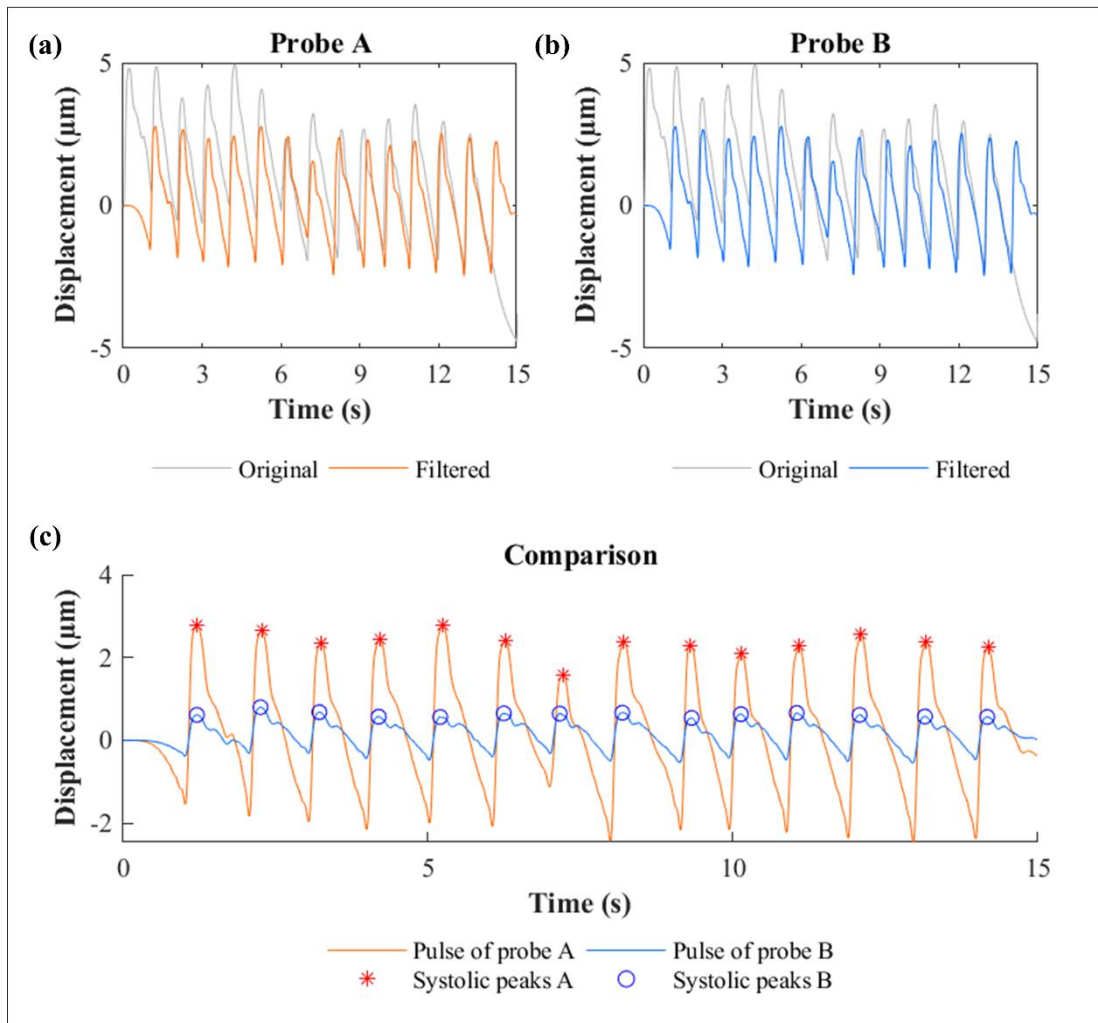 (a)
Probe A
Displacement (μm)
5
0
-5
0 3 6 9 12 15
Time (s)
Original Filtered
(b)
Probe B
Displacement (μm)
5
0
-5
0 3 6 9 12 15
Time (s)
Original Filtered
(c)
Comparison
Displacement (μm)
4
2
0
-2
0 5 10 15
Time (s)
Pulse of probe A Pulse of probe B
Systolic peaks A Systolic peaks B